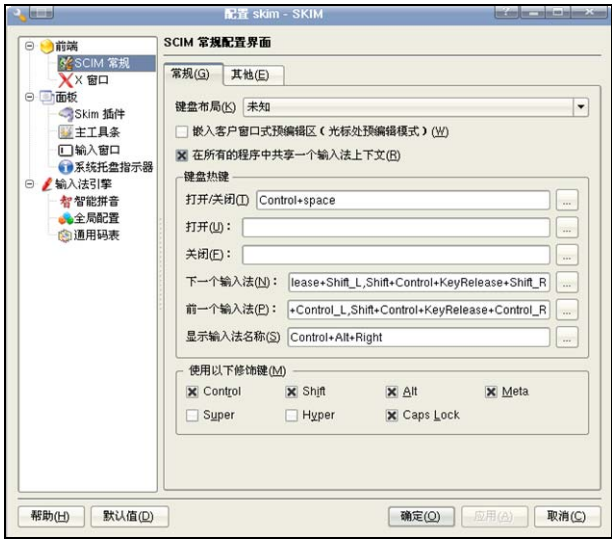 配置 skim - SKIM
前端
SCIM 常规
X 窗口
面板
Skim 插件
主工具条
输入窗口
系统托盘指示器
输入法引擎
智能拼音
全局配置
通用码表
SCIM 常规配置界面
常规(G) 其他(E)
键盘布局(K) 未知
嵌入客户窗口式预编辑区(光标处预编辑模式)(W)
在所有的程序中共享一个输入法上下文(R)
键盘热键
打开/关闭(T) Control+space ...
打开(U): ...
关闭(F): ...
下一个输入法(N): lease+Shift_L,Shift+Control+KeyRelease+Shift_R ...
前一个输入法(P): +Control_L,Shift+Control+KeyRelease+Control_R ...
显示输入法名称(S) Control+Alt+Right ...
使用以下修饰键(M)
Control Shift Alt Meta
Super Hyper Caps Lock
帮助(H) 默认值(D) 确定(O) 应用(A) 取消(C)